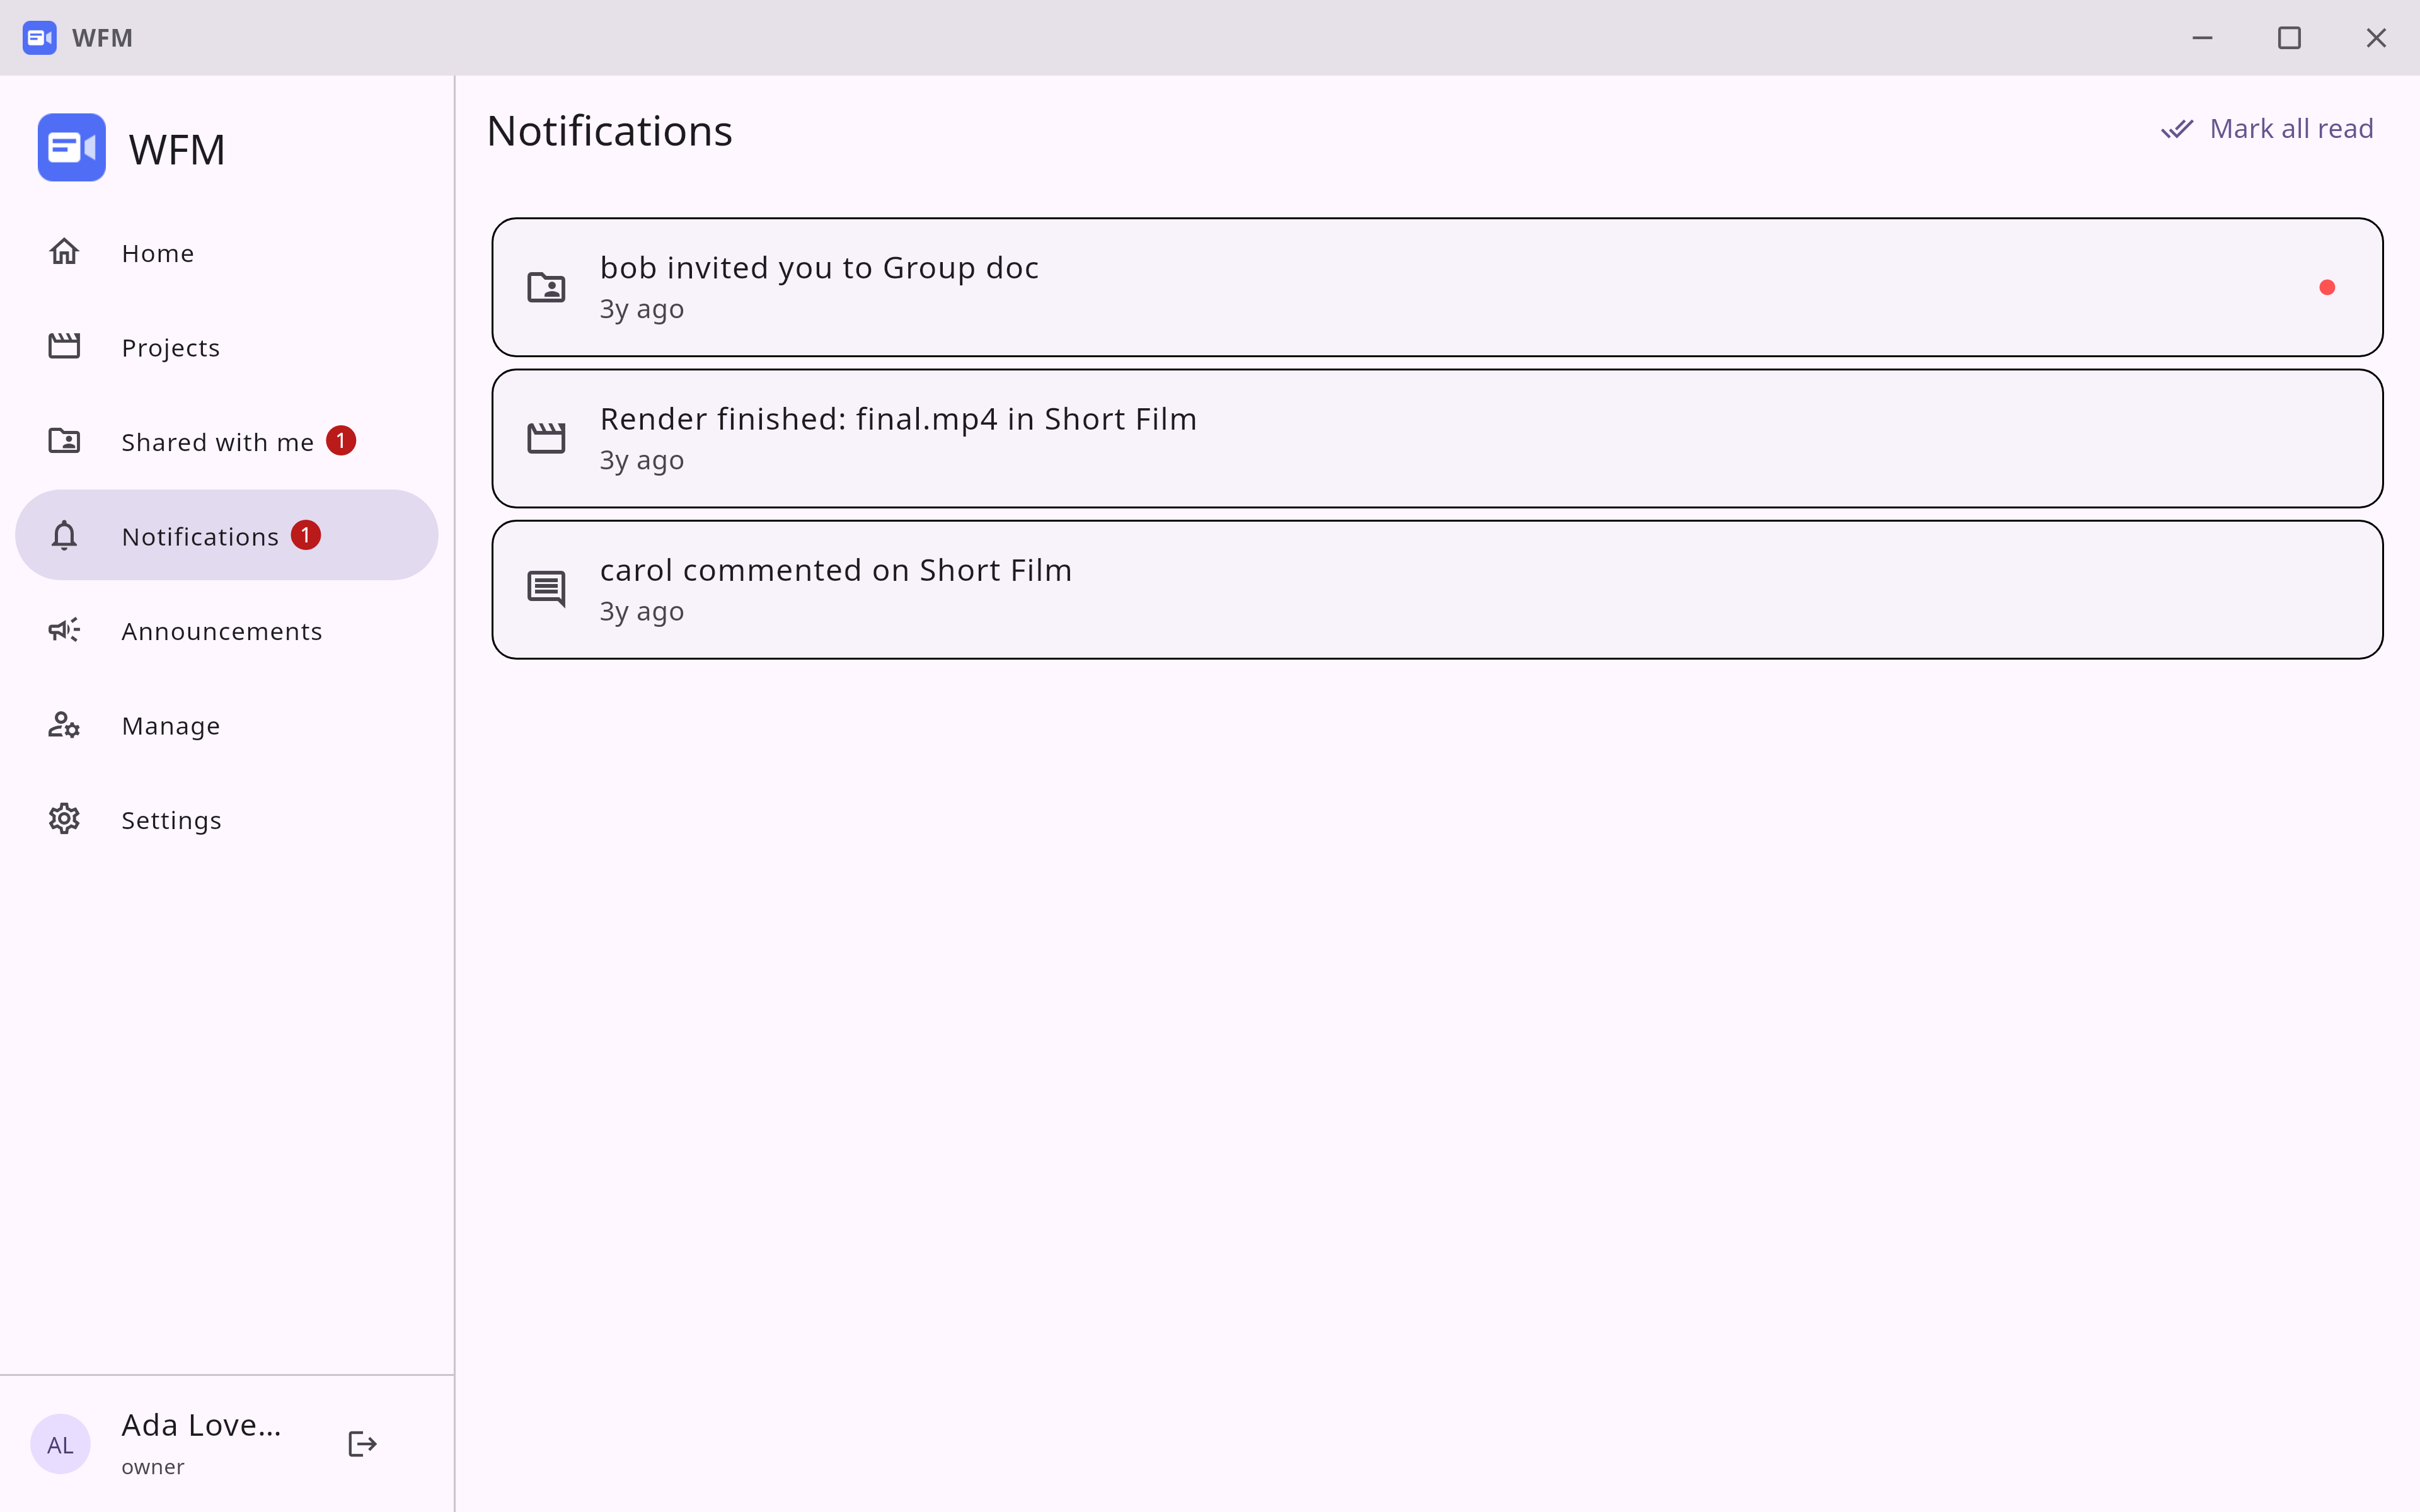 WFM
WFM
Home
Projects
Shared with me 1
Notifications 1
Announcements
Manage
Settings
AL
Ada Love...
owner
Notifications
Mark all read
bob invited you to Group doc
3y ago
Render finished: final.mp4 in Short Film
3y ago
carol commented on Short Film
3y ago